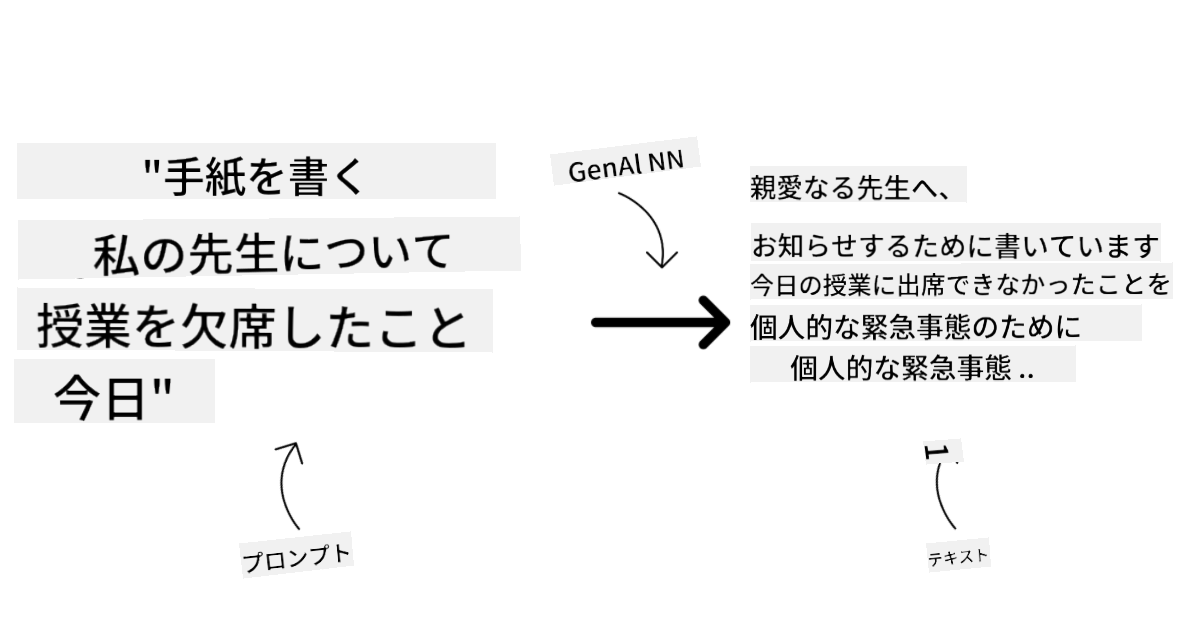 "手紙を書く
私の先生について
授業を欠席したこと
今日"
プロンプト
GenAl NN
親愛なる先生へ、
お知らせするために書いています
今日の授業に出席できなかったことを
個人的な緊急事態のために
個人的な緊急事態 ..
1
テキスト